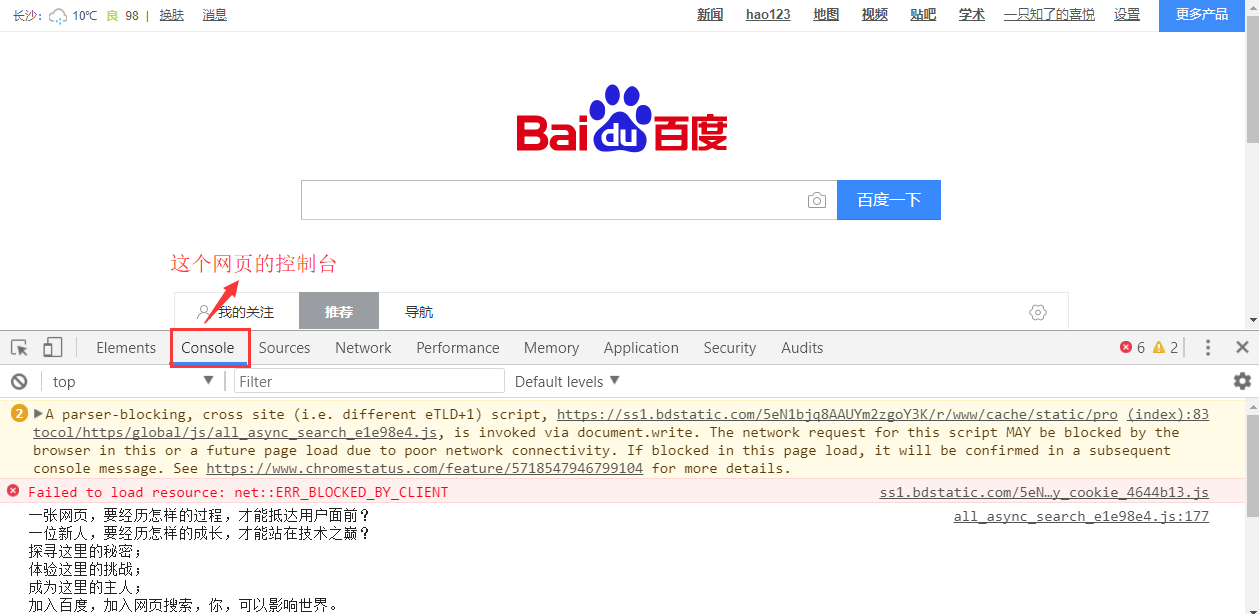 长沙: 10℃ 良 98 | 换肤 消息 新闻 hao123 地图 视频 贴吧 学术 一只知了的喜悦 设置 更多产品
Bai du 百度
百度一下
这个网页的控制台
我的关注 推荐 导航
Elements Console Sources Network Performance Memory Application Security Audits 6 2
top Filter Default levels
2 A parser-blocking, cross site (i.e. different eTLD+1) script, https://ss1.bdstatic.com/5eN1bjq8AAUYm2zgoY3K/r/www/cache/static/pro (index):83
tocol/https/global/js/all_async_search_e1e98e4.js, is invoked via document.write. The network request for this script MAY be blocked by the
browser in this or a future page load due to poor network connectivity. If blocked in this page load, it will be confirmed in a subsequent
console message. See https://www.chromestatus.com/feature/5718547946799104 for more details.
Failed to load resource: net::ERR_BLOCKED_BY_CLIENT ss1.bdstatic.com/5eN…y_cookie_4644b13.js
一张网页，要经历怎样的过程，才能抵达用户面前？ all_async_search_e1e98e4.js:177
一位新人，要经历怎样的成长，才能站在技术之巅？
探寻这里的秘密；
体验这里的挑战；
成为这里的主人；
加入百度，加入网页搜索，你，可以影响世界。